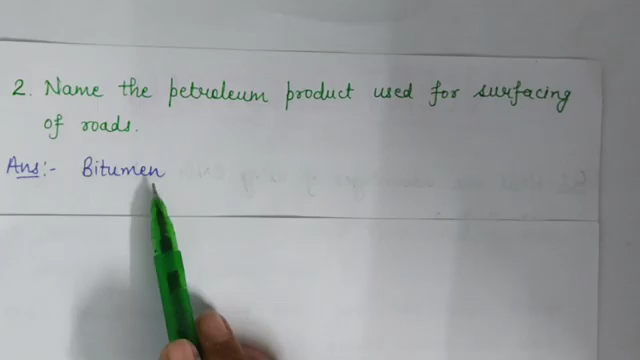 2. Name the petroleum product used for surfacing
of roads.
Ans:- Bitumen